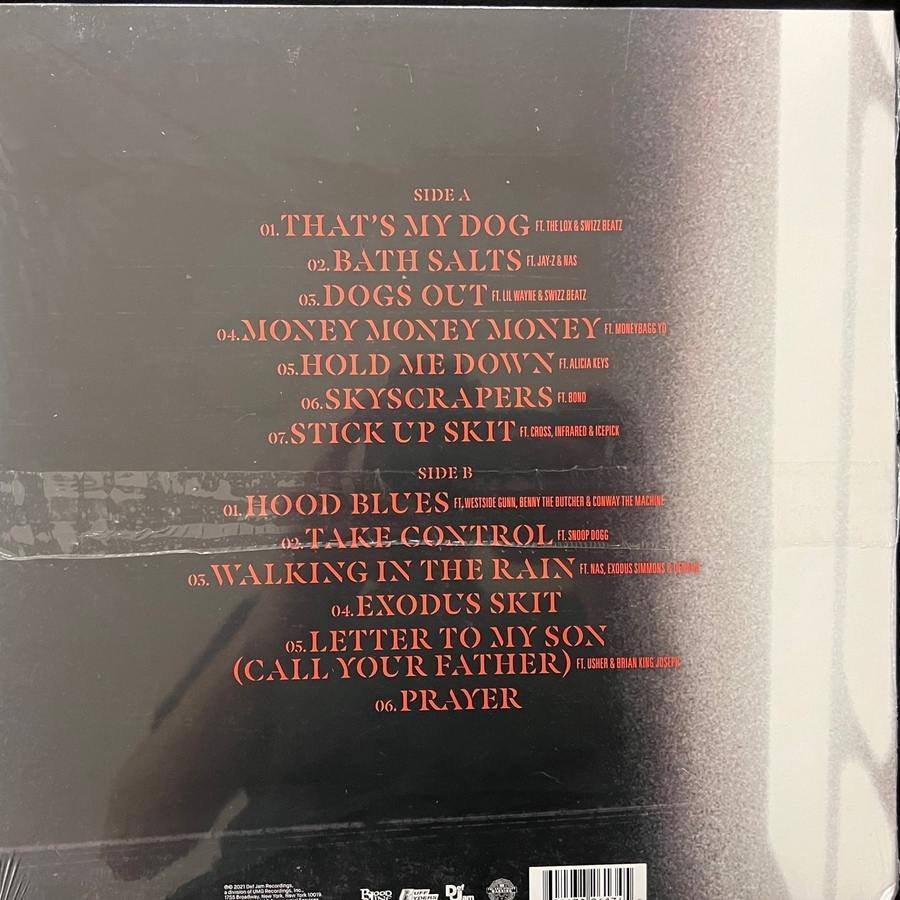 SIDE A
01. THAT'S MY DOG FT. THE LOX & SWIZZ BEATZ
02. BATH SALTS FT. JAY-Z & NAS
03. DOGS OUT FT. LIL WAYNE & SWIZZ BEATZ
04. MONEY MONEY MONEY FT. MONEYBAGG YO
05. HOLD ME DOWN FT. ALICIA KEYS
06. SKYSCRAPERS FT. BONO
07. STICK UP SKIT FT. CROSS, INFRARED & ICEPICK
SIDE B
01. HOOD BLUES FT. WESTSIDE GUNN, BENNY THE BUTCHER & CONWAY THE MACHINE
02. TAKE CONTROL FT. SNOOP DOGG
03. WALKING IN THE RAIN FT. NAS, EXODUS SIMMONS &
04. EXODUS SKIT
05. LETTER TO MY SON
(CALL YOUR FATHER) FT. USHER & BRIAN KING JOSEPH
06. PRAYER
℗© 2021 Def Jam Recordings,
a division of UMG Recordings, Inc.,
1755 Broadway, New York, New York 10019.
Def Jam